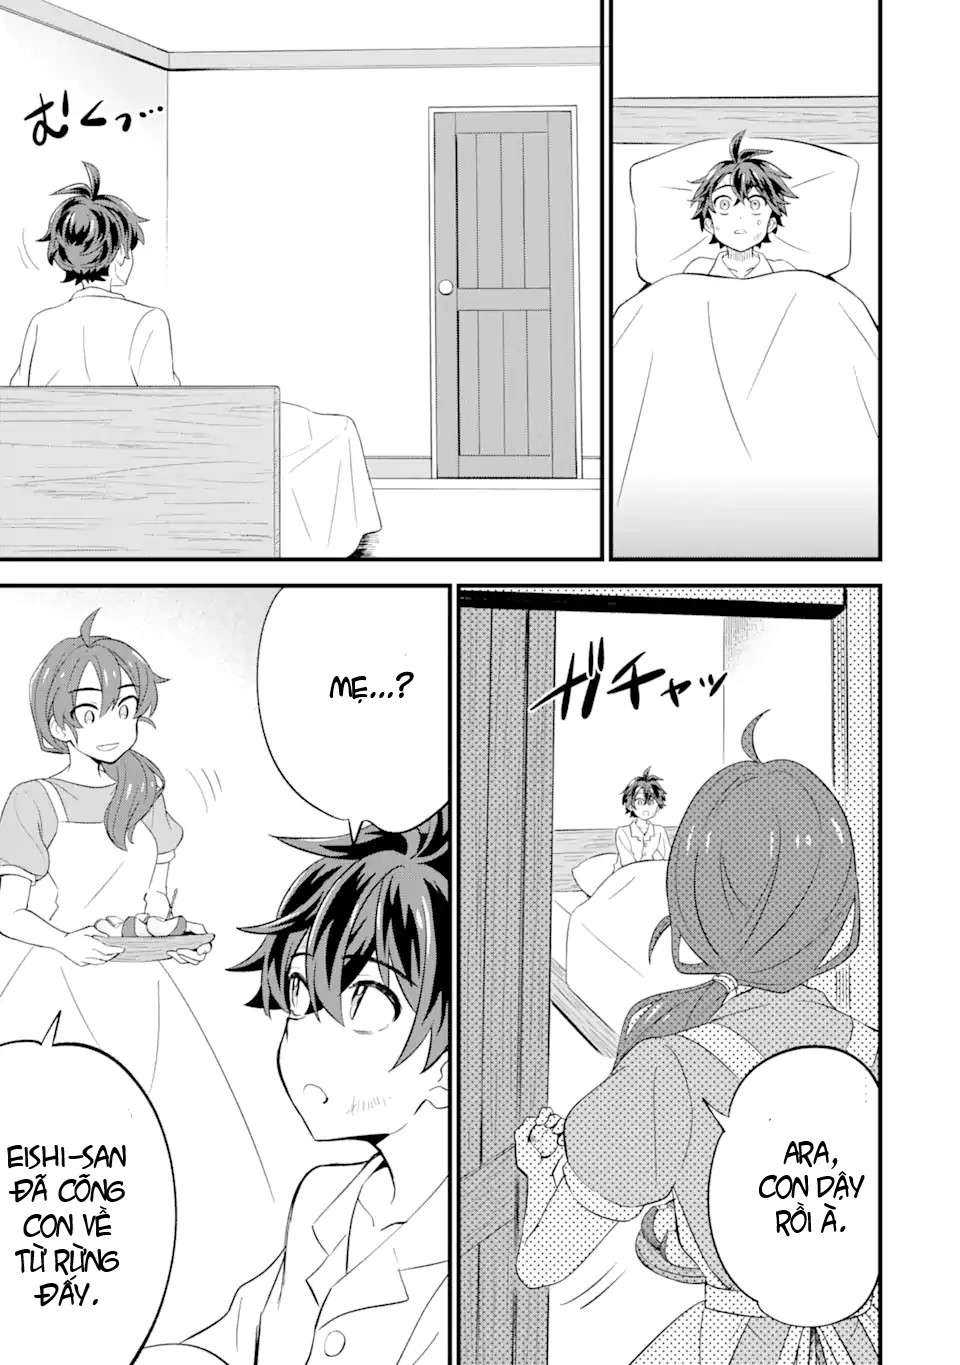 むくっ…
ガチャッ
ARA,
CON DẬY
RỒI À.
MẸ...?
EISHI-SAN
ĐÃ CÕNG
CON VỀ
TỪ RỪNG
ĐẤY.